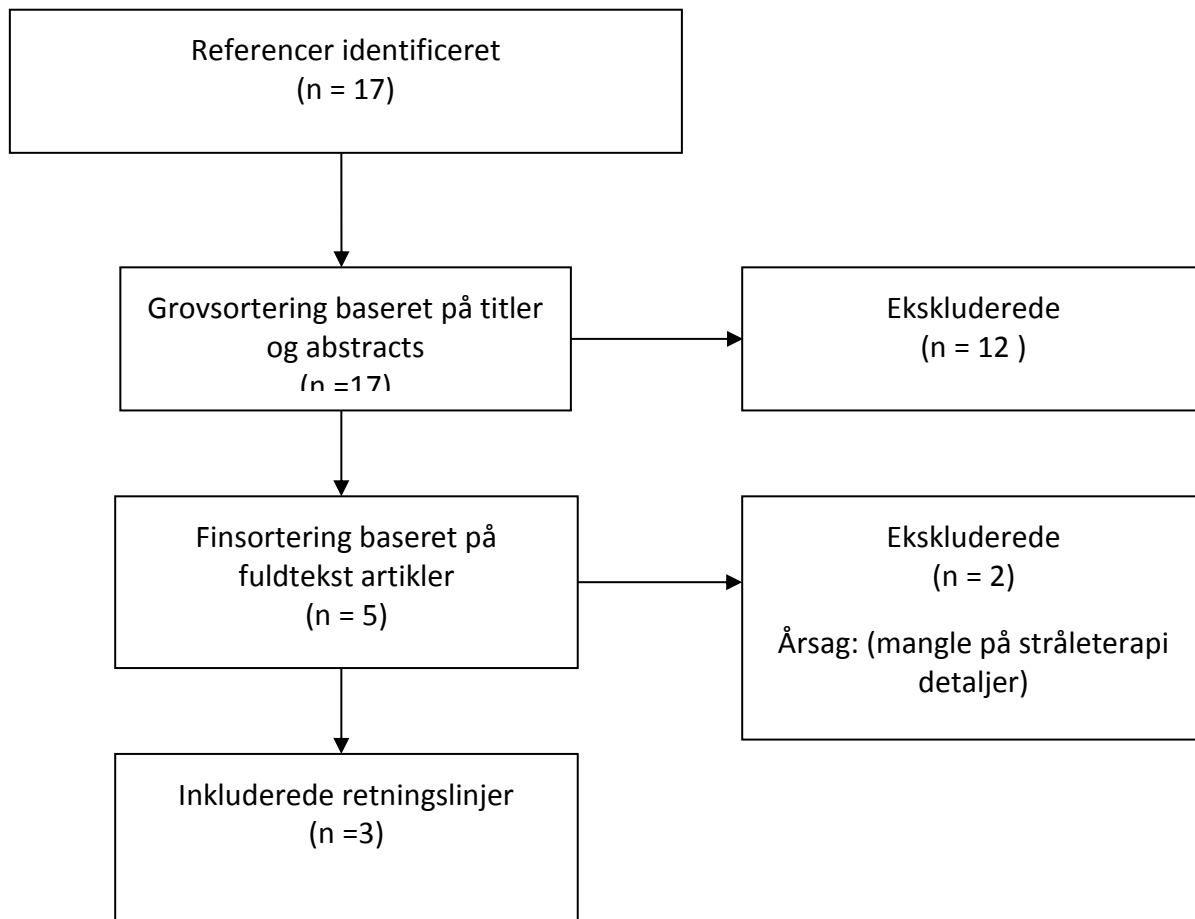 Referencer identificeret
(n = 17)
Grovsortering baseret på titler
og abstracts
(n =17)
Ekskluderede
(n = 12 )
Finsortering baseret på
fuldtekst artikler
(n = 5)
Ekskluderede
(n = 2)
Årsag: (mangle på stråleterapi
detaljer)
Inkluderede retningslinjer
(n =3)